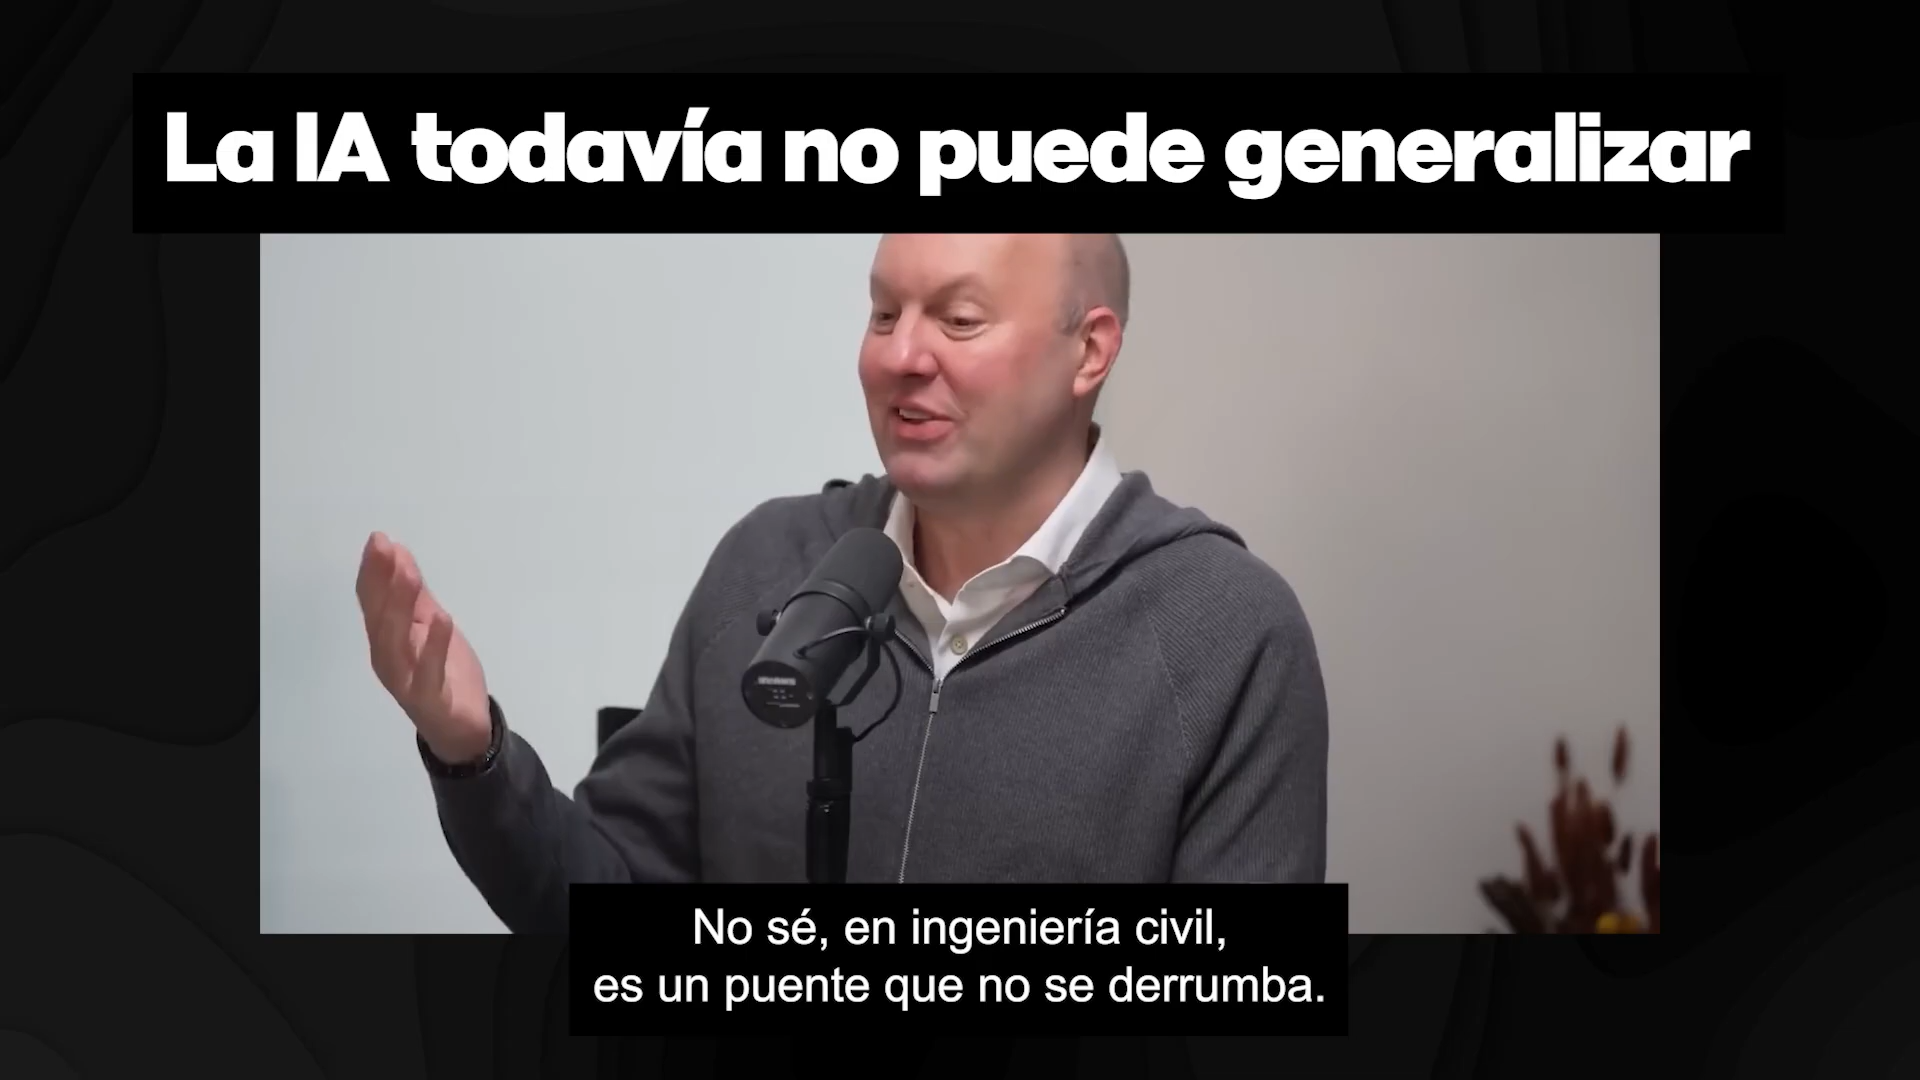 La IA todavía no puede generalizar
No sé, en ingeniería civil,
es un puente que no se derrumba.